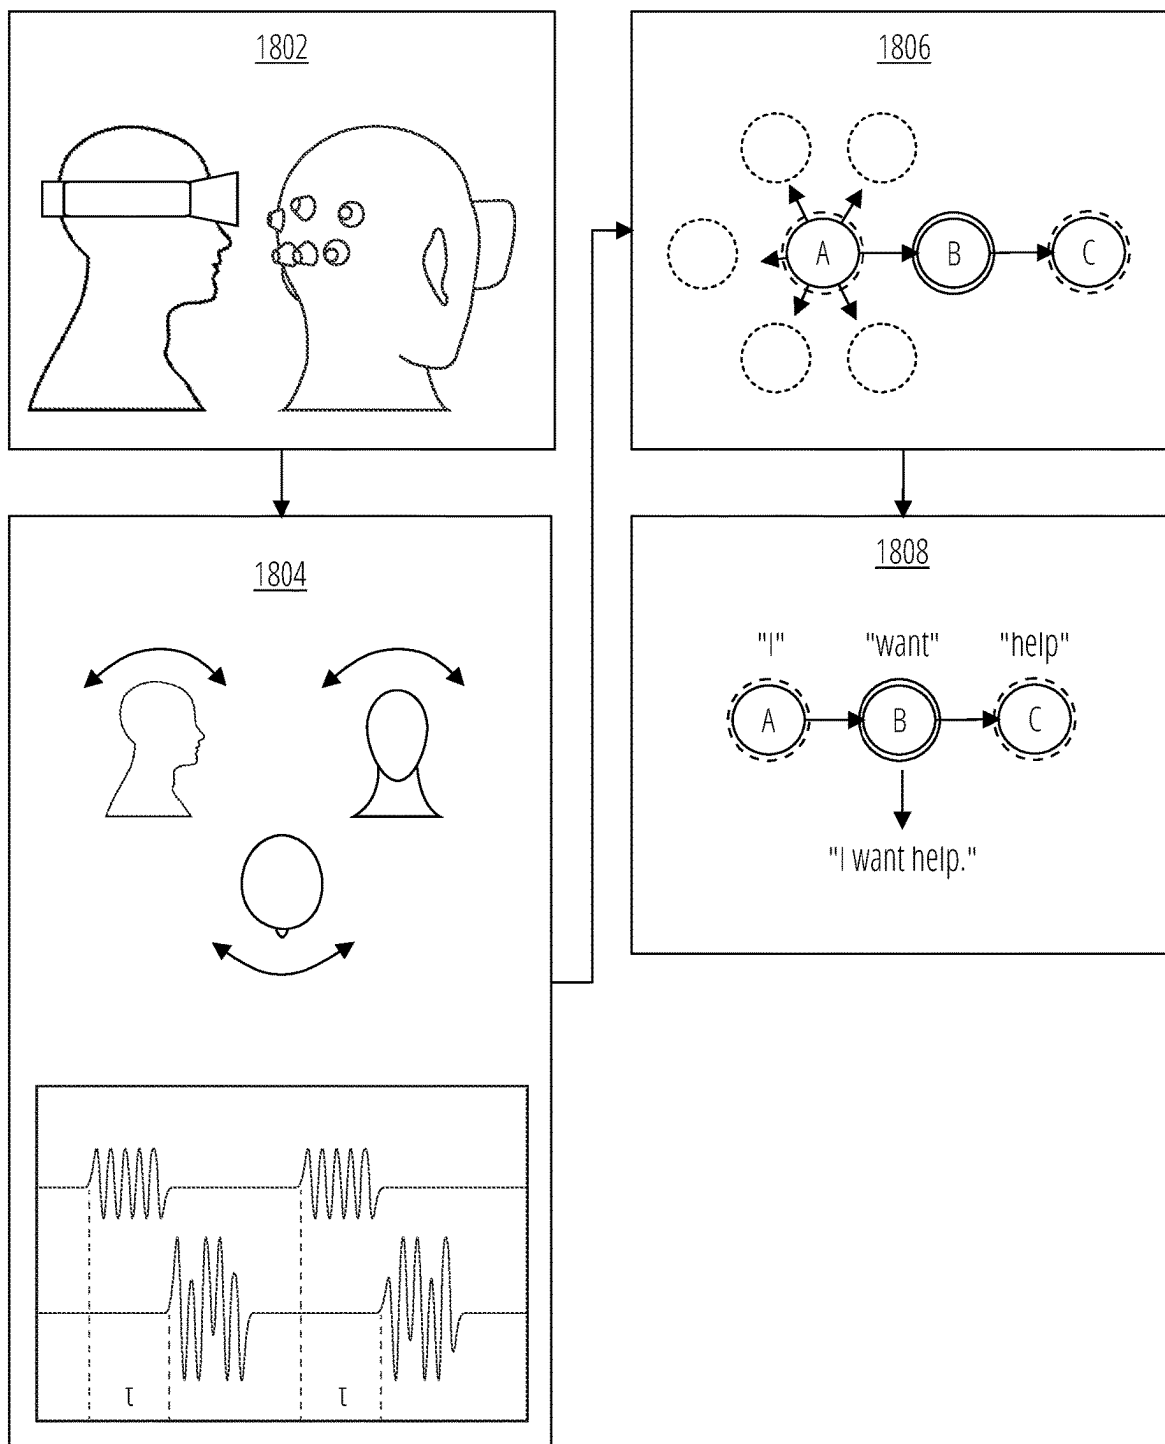 1802
1806
A B C
1804
1808
"I" "want" "help"
A B C
"I want help."
τ τ